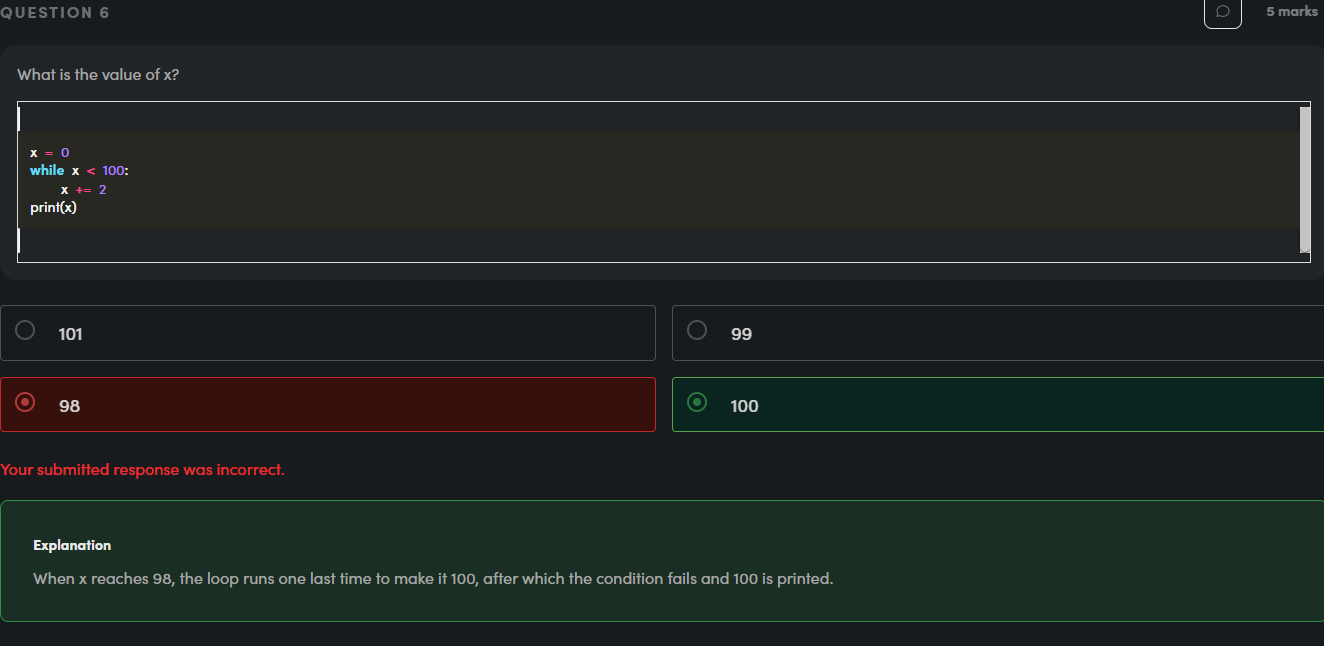 QUESTION 6
5 marks
What is the value of x?
x = 0
while x < 100:
    x += 2
print(x)
101
99
98
100
Your submitted response was incorrect.
Explanation
When x reaches 98, the loop runs one last time to make it 100, after which the condition fails and 100 is printed.